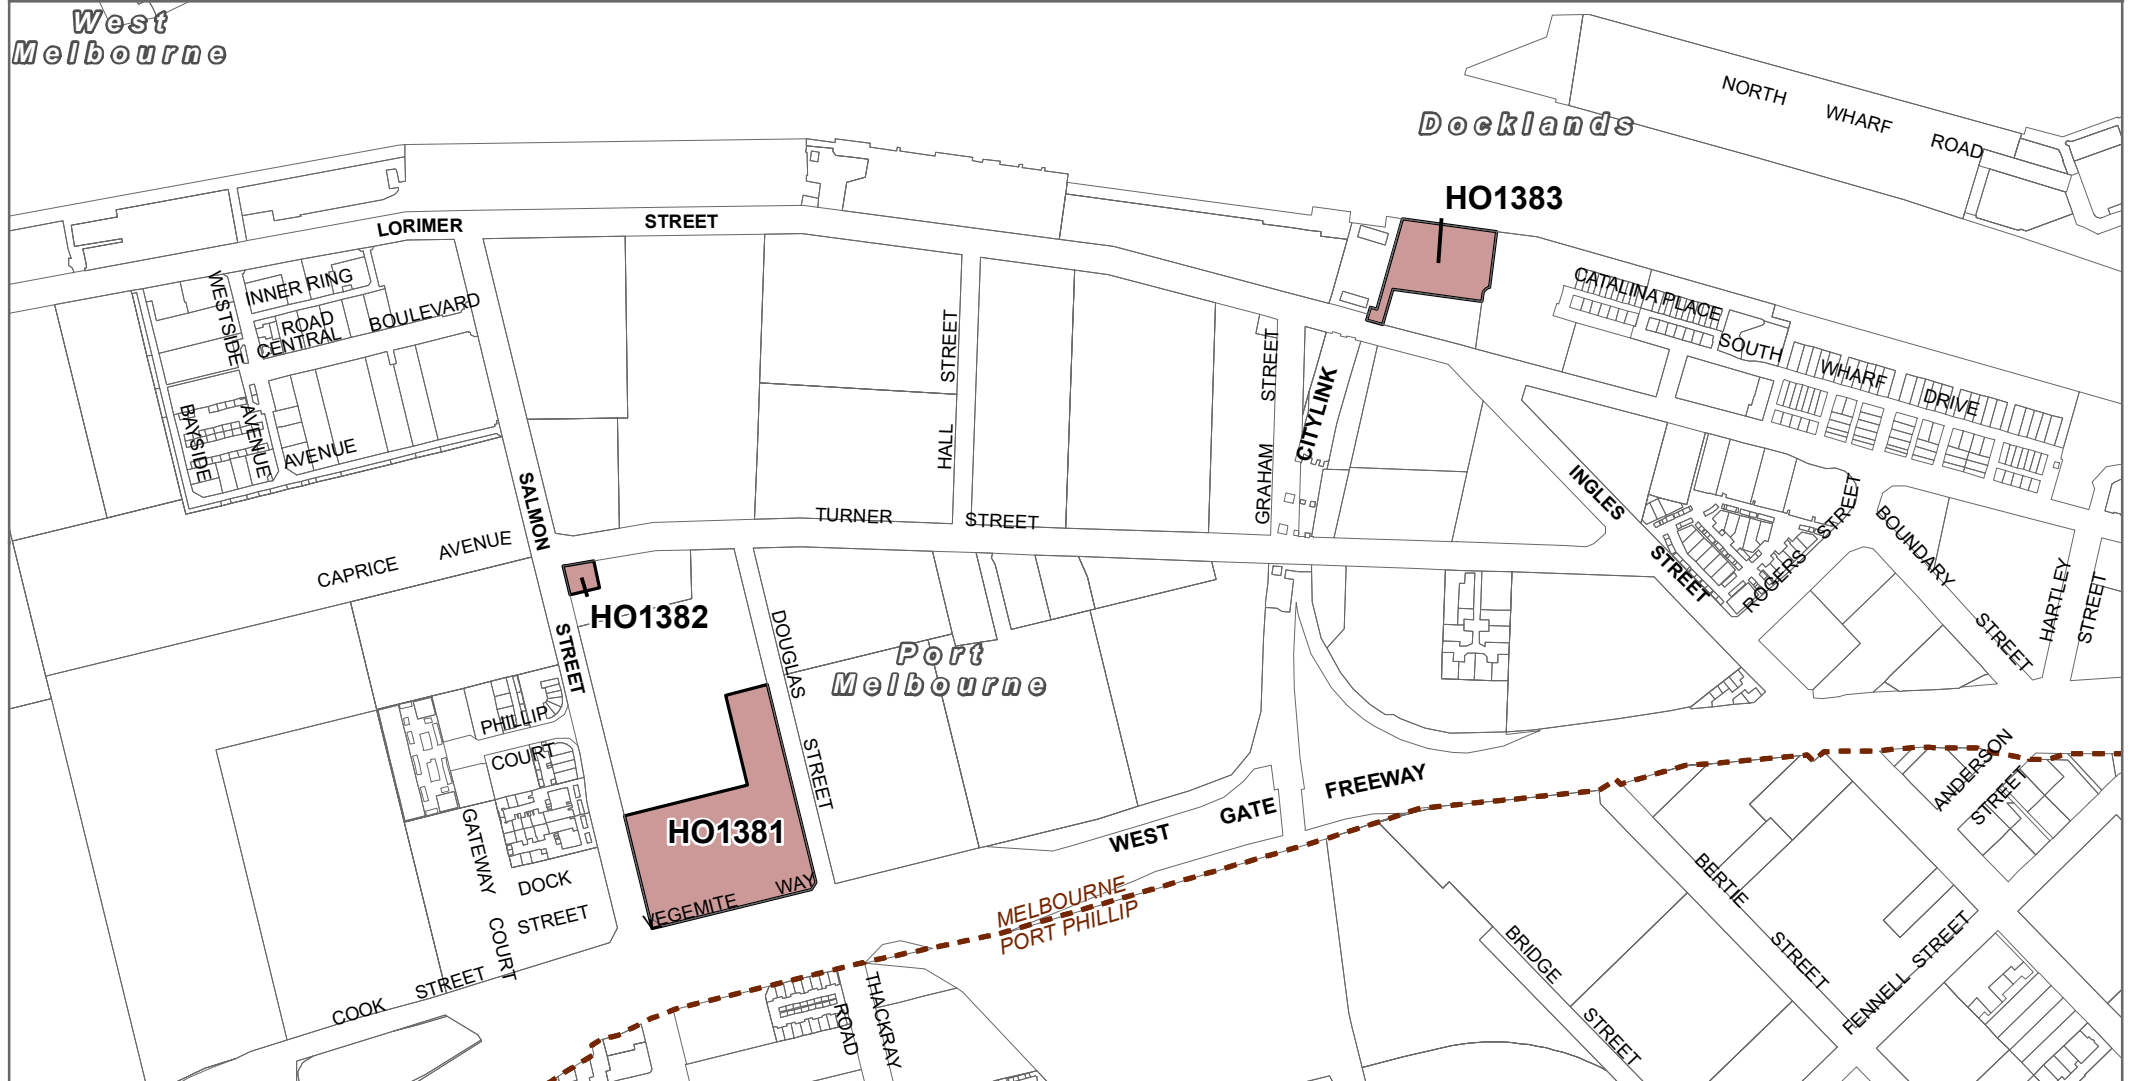 West
Melbourne
NORTH WHARF ROAD
Docklands
HO1383
LORIMER STREET
INNER RING
ROAD
WESTSIDE
AVENUE
CENTRAL BOULEVARD
BAYSIDE
AVENUE
CATALINA PLACE
SOUTH WHARF DRIVE
HALL STREET
GRAHAM STREET
CITYLINK
SALMON
STREET
TURNER STREET
INGLES
STREET
ROGERS STREET
BOUNDARY
STREET
HARTLEY
STREET
CAPRICE AVENUE
HO1382
DOUGLAS
STREET
Port
Melbourne
PHILLIP
COURT
HO1381
GATEWAY
COURT
DOCK
STREET
VEGEMITE WAY
WEST GATE FREEWAY
MELBOURNE
PORT PHILLIP
ANDERSON
STREET
BERTIE
STREET
BRIDGE
STREET
FENNELL STREET
COOK STREET
THACKRAY
ROAD